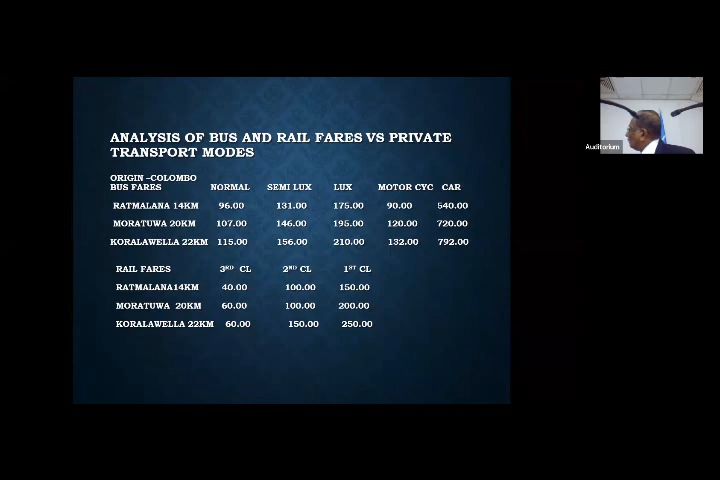 ANALYSIS OF BUS AND RAIL FARES VS PRIVATE
TRANSPORT MODES
ORIGIN –COLOMBO
BUS FARES NORMAL SEMI LUX LUX MOTOR CYC CAR
RATMALANA 14KM 96.00 131.00 175.00 90.00 540.00
MORATUWA 20KM 107.00 146.00 195.00 120.00 720.00
KORALAWELLA 22KM 115.00 156.00 210.00 132.00 792.00
RAIL FARES 3RD CL 2ND CL 1ST CL
RATMALANA14KM 40.00 100.00 150.00
MORATUWA 20KM 60.00 100.00 200.00
KORALAWELLA 22KM 60.00 150.00 250.00
Auditorium